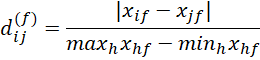 d_{ij}^{(f)} = \frac{|x_{if} - x_{jf}|}{max_h x_{hf} - min_h x_{hf}}